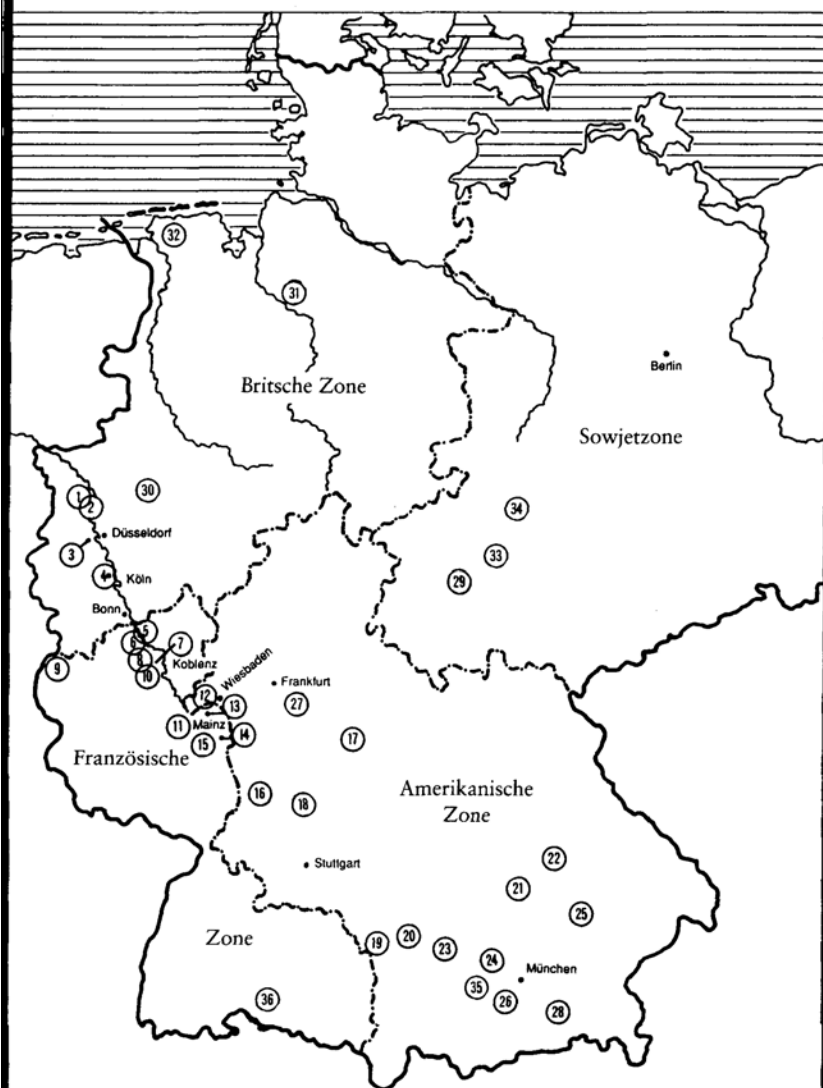 32
31
Britsche Zone
Berlin
Sowjetzone
1
30
2
34
Düsseldorf
3
33
4
Köln
29
Bonn
5
6
7
8
Koblenz
9
10
Wiesbaden
Frankfurt
12
27
13
11
Mainz
14
15
17
Französische
Amerikanische
Zone
16
18
22
Stuttgart
21
25
Zone
19
20
23
24
München
35
26
28
36